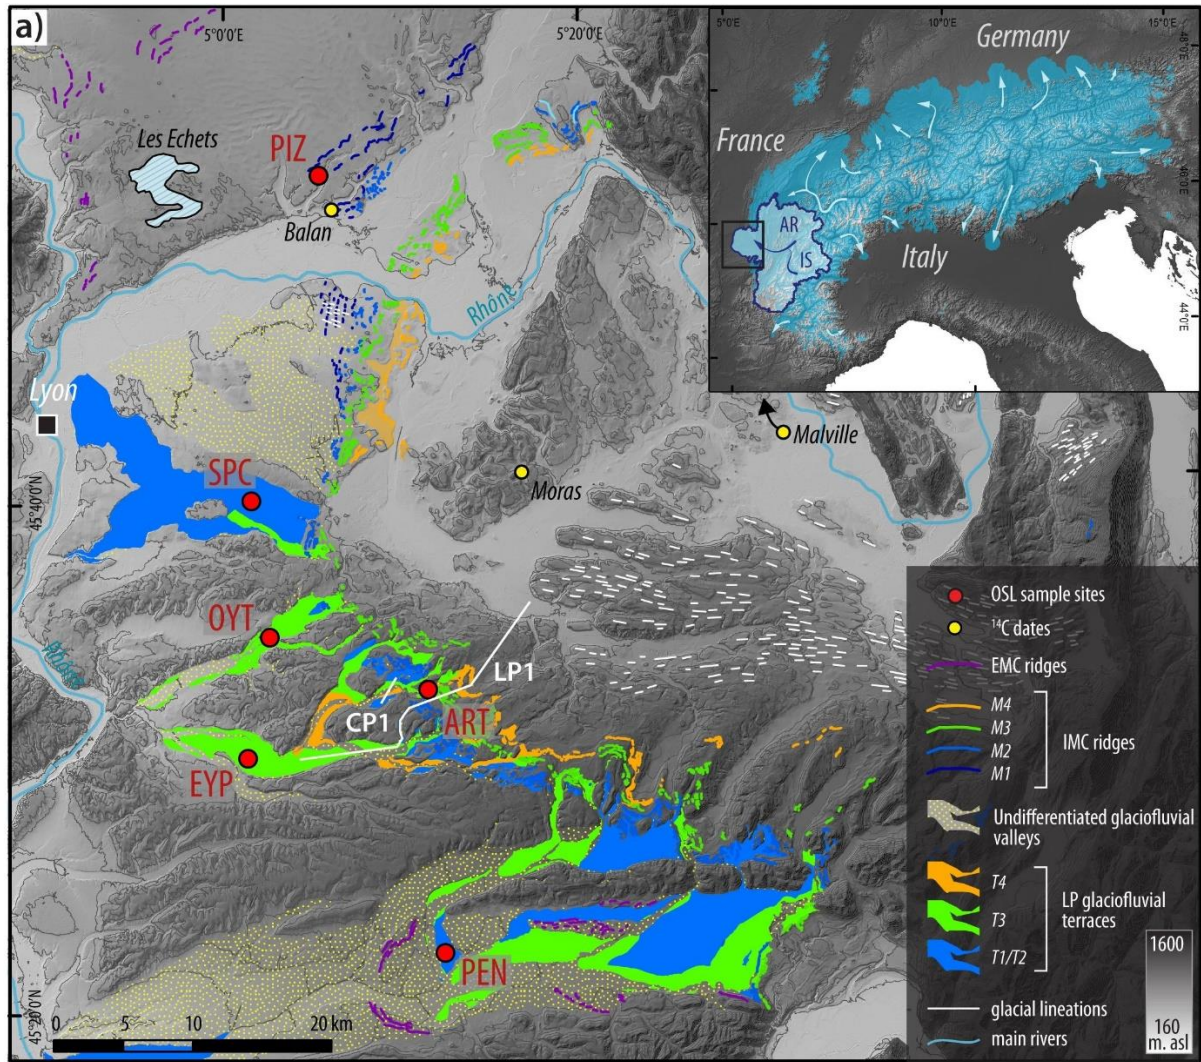 a)
5°0'0"E
5°20'0"E
5°0'E
10°0'E
15°0'E
48°0'E
46°0'E
44°0'E
Germany
France
Italy
AR
IS
Les Echets
PIZ
Balan
Rhône
Lyon
Malville
Moras
SPC
45°40'0"N
OYT
LP1
CP1
ART
EYP
Rhône
PEN
45°20'0"N
0 5 10 20 km
OSL sample sites
¹⁴C dates
EMC ridges
M4
M3
M2
M1
IMC ridges
Undifferentiated glaciofluvial
valleys
T4
T3
T1/T2
LP glaciofluvial
terraces
glacial lineations
main rivers
1600
160
m. asl